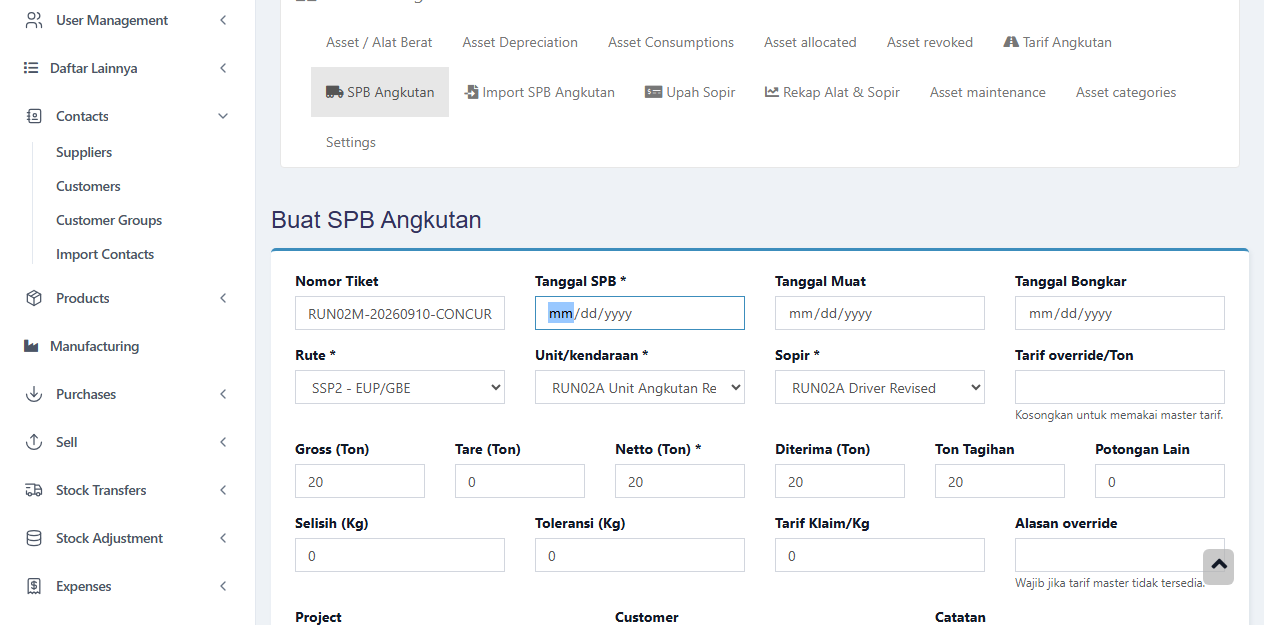 User Management
Daftar Lainnya
Contacts
Suppliers
Customers
Customer Groups
Import Contacts
Products
Manufacturing
Purchases
Sell
Stock Transfers
Stock Adjustment
Expenses
Asset / Alat Berat Asset Depreciation Asset Consumptions Asset allocated Asset revoked Tarif Angkutan
SPB Angkutan Import SPB Angkutan Upah Sopir Rekap Alat & Sopir Asset maintenance Asset categories
Settings
Buat SPB Angkutan
Nomor Tiket Tanggal SPB * Tanggal Muat Tanggal Bongkar
RUN02M-20260910-CONCUR mm/dd/yyyy mm/dd/yyyy mm/dd/yyyy
Rute * Unit/kendaraan * Sopir * Tarif override/Ton
SSP2 - EUP/GBE RUN02A Unit Angkutan Re RUN02A Driver Revised
Kosongkan untuk memakai master tarif.
Gross (Ton) Tare (Ton) Netto (Ton) * Diterima (Ton) Ton Tagihan Potongan Lain
20 0 20 20 20 0
Selisih (Kg) Toleransi (Kg) Tarif Klaim/Kg Alasan override
0 0 0
Wajib jika tarif master tidak tersedia.
Project Customer Catatan